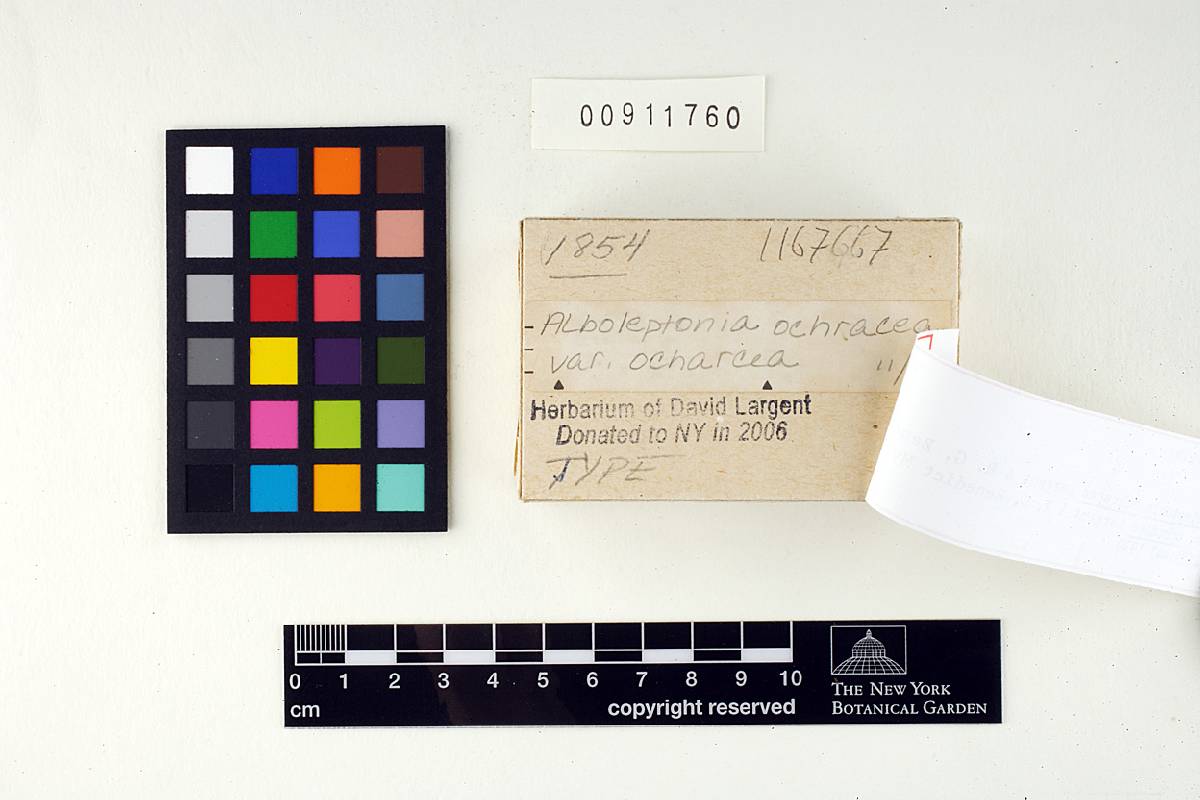 00911760
1854 1167667
Alboleptonia ochracea
var. ocharcea 11/
Herbarium of David Largent
Donated to NY in 2006
TYPE
0 1 2 3 4 5 6 7 8 9 10
cm
copyright reserved
THE NEW YORK
BOTANICAL GARDEN